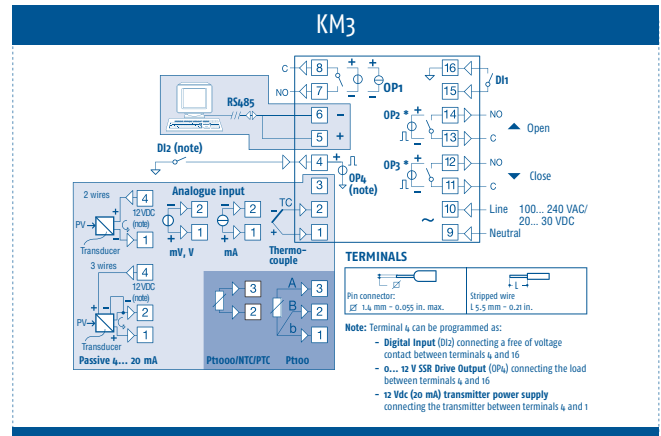 KM3
C 8 + + 16
NO 7 - - OP1 15 DI1
RS485
6 -
5 +
OP2 * + - 14 NO
13 C Open
DI2 (note)
4 + - OP4 (note)
OP3 * + - 12 NO
11 C Close
3
TC - 2
+ 1
Thermo-
couple
~ 10 Line 100... 240 VAC/
20... 30 VDC
9 Neutral
Analogue input
2 wires
4
12VDC
(note)
PV - +
1
Transducer
- 2
+ 1
mV, V
- 2
+ 1
mA
3 wires
4
12VDC
(note)
PV + -
2
+ 1
Transducer
Passive 4... 20 mA
3
2
Pt1000/NTC/PTC
A 3
B 2
b 1
Pt100
TERMINALS
Pin connector:
Ø 1.4 mm - 0.055 in. max.
L
Stripped wire
L 5.5 mm - 0.21 in.
Note: Terminal 4 can be programmed as:
- Digital Input (DI2) connecting a free of voltage
contact between terminals 4 and 16
- 0... 12 V SSR Drive Output (OP4) connecting the load
between terminals 4 and 16
- 12 Vdc (20 mA) transmitter power supply
connecting the transmitter between terminals 4 and 1